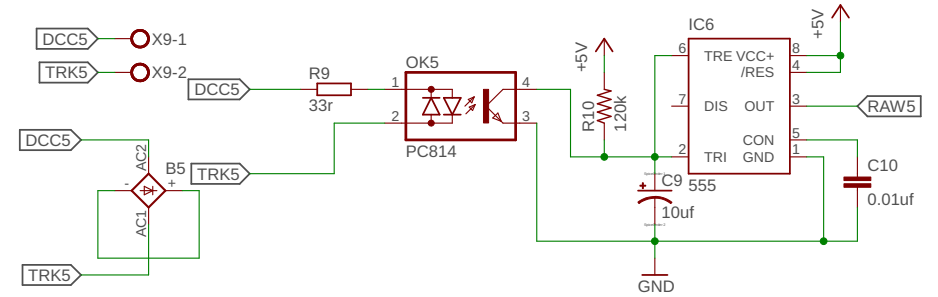 DCC5
X9-1
TRK5
X9-2
DCC5
R9
33r
1
2
OK5
4
3
PC814
TRK5
DCC5
AC2
B5
-
+
AC1
TRK5
+5V
R10
120k
IC6
6
TRE
VCC+
8
/RES
4
7
DIS
OUT
3
RAW5
CON
5
2
TRI
GND
1
555
+5V
+
C9
10uf
C10
0.01uf
GND